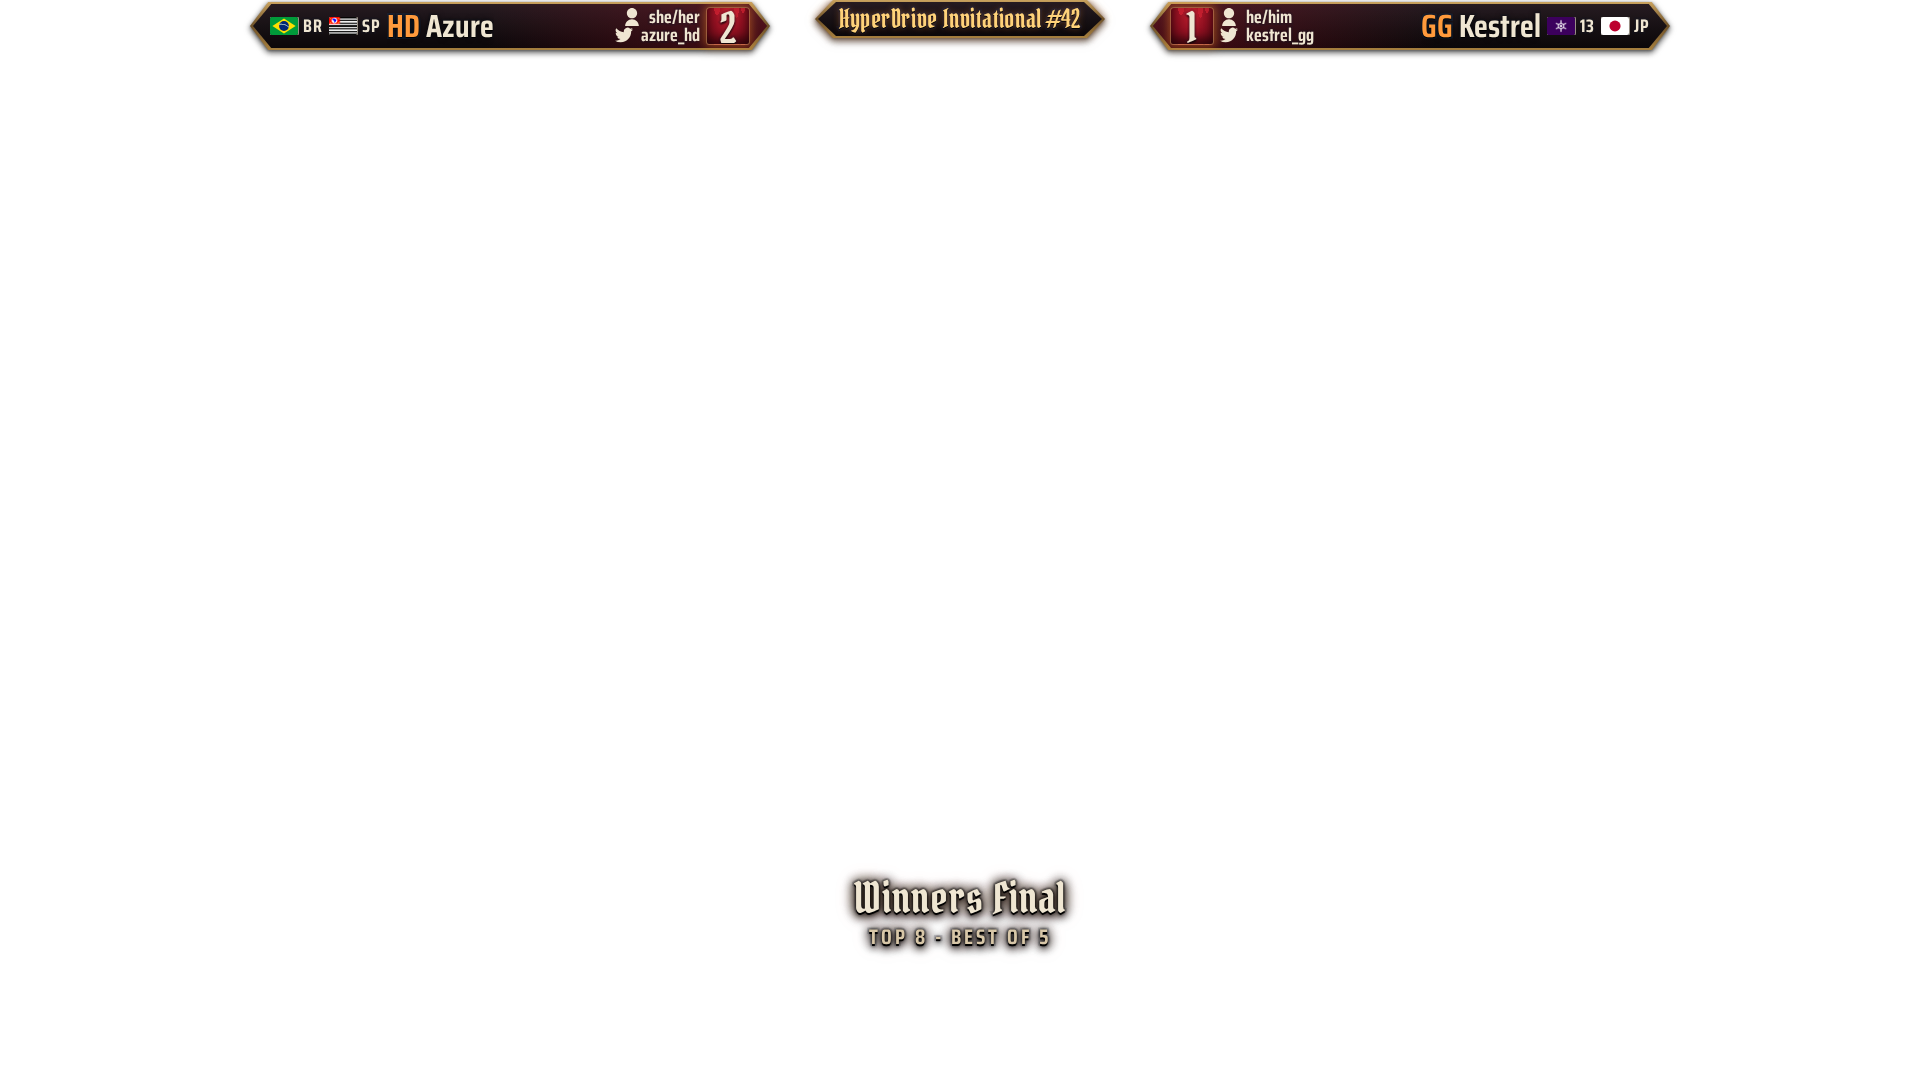 BR SP HD Azure
she/her
azure_hd
2
HyperDrive Invitational #42
1
he/him
kestrel_gg
GG Kestrel 13 JP
Winners Final
TOP 8 - BEST OF 5